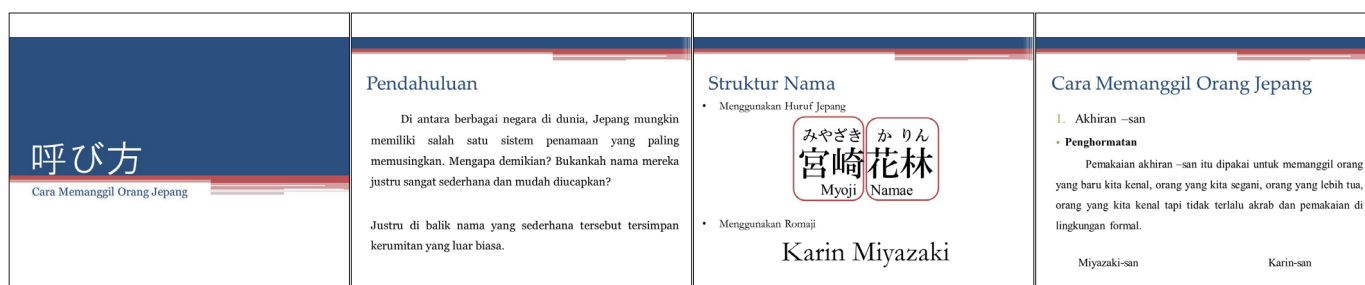 呼び方
Cara Memanggil Orang Jepang
Pendahuluan
Di antara berbagai negara di dunia, Jepang mungkin
memiliki salah satu sistem penamaan yang paling
memusingkan. Mengapa demikian? Bukankah nama mereka
justru sangat sederhana dan mudah diucapkan?
Justru di balik nama yang sederhana tersebut tersimpan
kerumitan yang luar biasa.
Struktur Nama
• Menggunakan Huruf Jepang
みやざき か りん
宮崎 花林
Myoji Namae
• Menggunakan Romaji
Karin Miyazaki
Cara Memanggil Orang Jepang
1. Akhiran –san
• Penghormatan
Pemakaian akhiran –san itu dipakai untuk memanggil orang
yang baru kita kenal, orang yang kita segani, orang yang lebih tua,
orang yang kita kenal tapi tidak terlalu akrab dan pemakaian di
lingkungan formal.
Miyazaki-san Karin-san